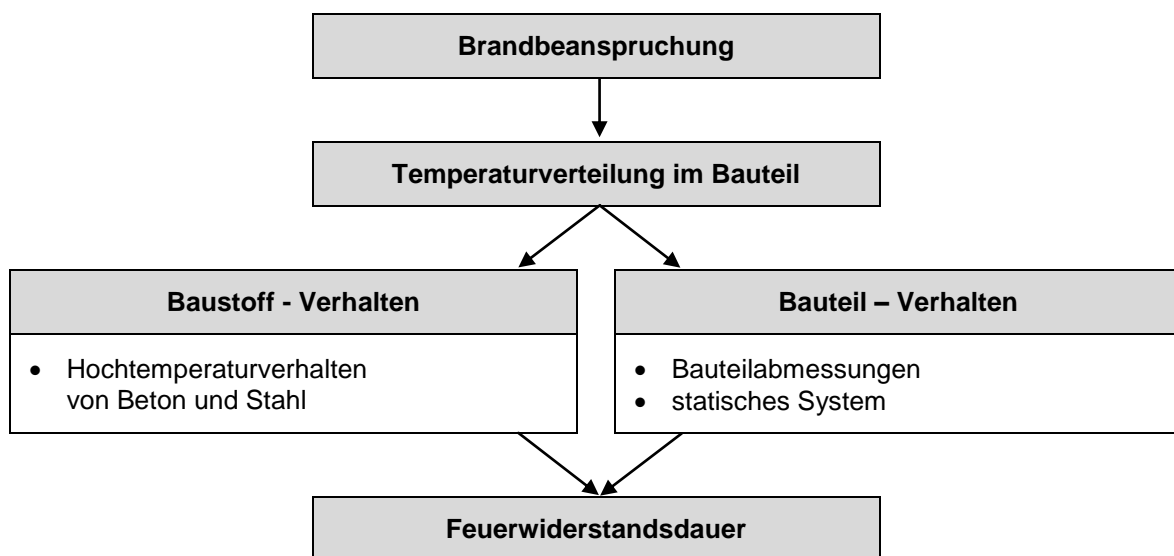 Brandbeanspruchung
Temperaturverteilung im Bauteil
Baustoff - Verhalten
• Hochtemperaturverhalten
von Beton und Stahl
Bauteil – Verhalten
• Bauteilabmessungen
• statisches System
Feuerwiderstandsdauer